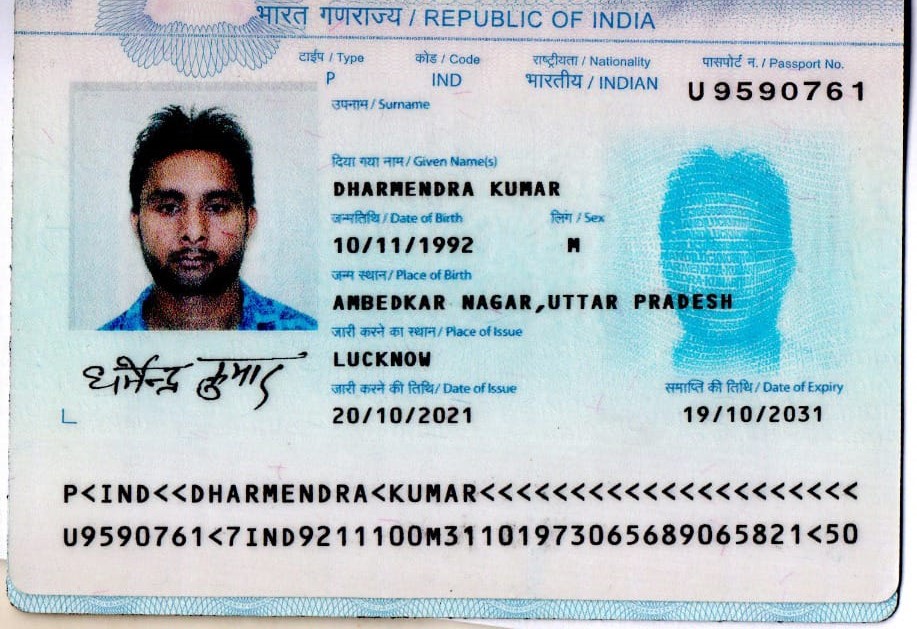 भारत गणराज्य / REPUBLIC OF INDIA
टाईप / Type कोड / Code राष्ट्रीयता / Nationality पासपोर्ट न. / Passport No.
P IND भारतीय / INDIAN U9590761
उपनाम / Surname
दिया गया नाम / Given Name(s)
DHARMENDRA KUMAR
जन्मतिथि / Date of Birth लिंग / Sex
10/11/1992 M
जन्म स्थान / Place of Birth
AMBEDKAR NAGAR,UTTAR PRADESH
जारी करने का स्थान / Place of Issue
LUCKNOW
धर्मेन्द्र कुमार
जारी करने की तिथि / Date of Issue समाप्ति की तिथि / Date of Expiry
20/10/2021 19/10/2031
P<IND<<DHARMENDRA<KUMAR<<<<<<<<<<<<<<<<<<<<<
U9590761<7IND9211100M31101973065689065821<50